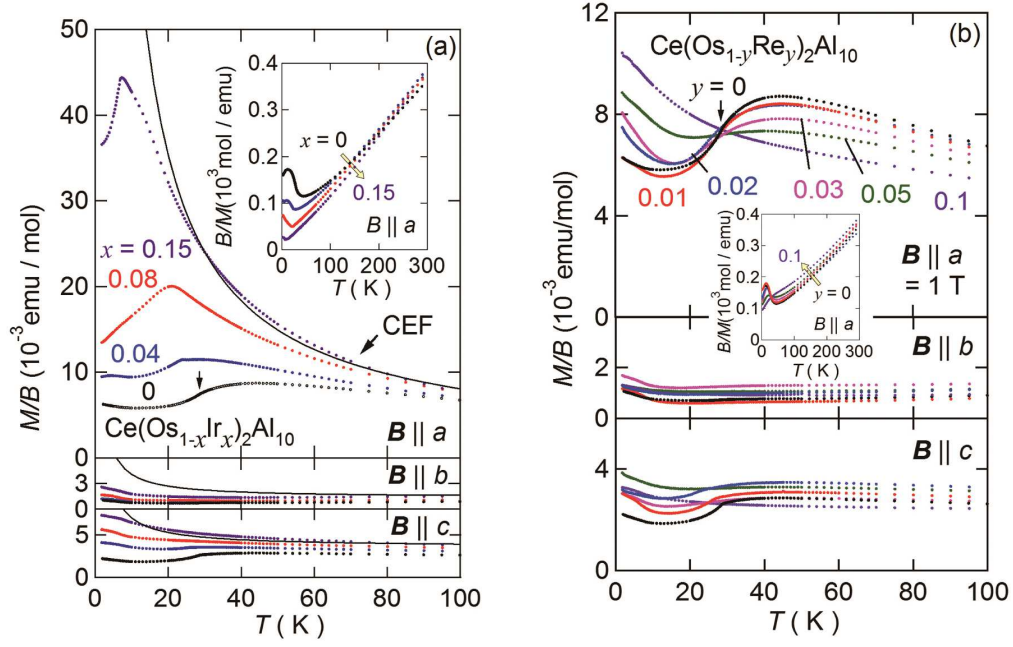 (a)
50
40
30
20
10
0
M/B (10⁻³ emu / mol)
x = 0.15
0.08
0.04
0
CEF
Ce(Os₁₋ₓIrₓ)₂Al₁₀
B || a
B/M(10³mol / emu)
0.4
0.3
0.2
0.1
0
x = 0
0.15
B || a
0 100 200 300
T ( K )
3
0
B || b
5
0
B || c
0 20 40 60 80 100
T ( K )
(b)
12
8
4
0
M/B (10⁻³ emu/mol)
Ce(Os₁₋yRey)₂Al₁₀
y = 0
0.01
0.02
0.03
0.05
0.1
B || a
= 1 T
B/M(10³mol / emu)
0.4
0.3
0.2
0.1
0
0.1
y = 0
B || a
0 100 200 300
T ( K )
2
0
B || b
4
0
B || c
0 20 40 60 80 100
T ( K )